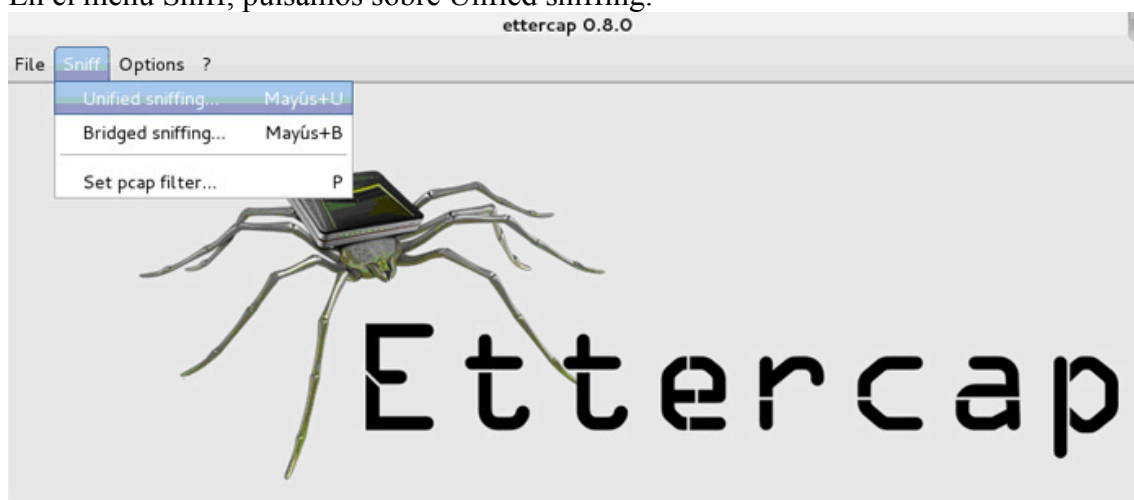 En el menú Sniff, pulsamos sobre Unified sniffing.
ettercap 0.8.0
File Sniff Options ?
Unified sniffing... Mayús+U
Bridged sniffing... Mayús+B
Set pcap filter... P
Ettercap